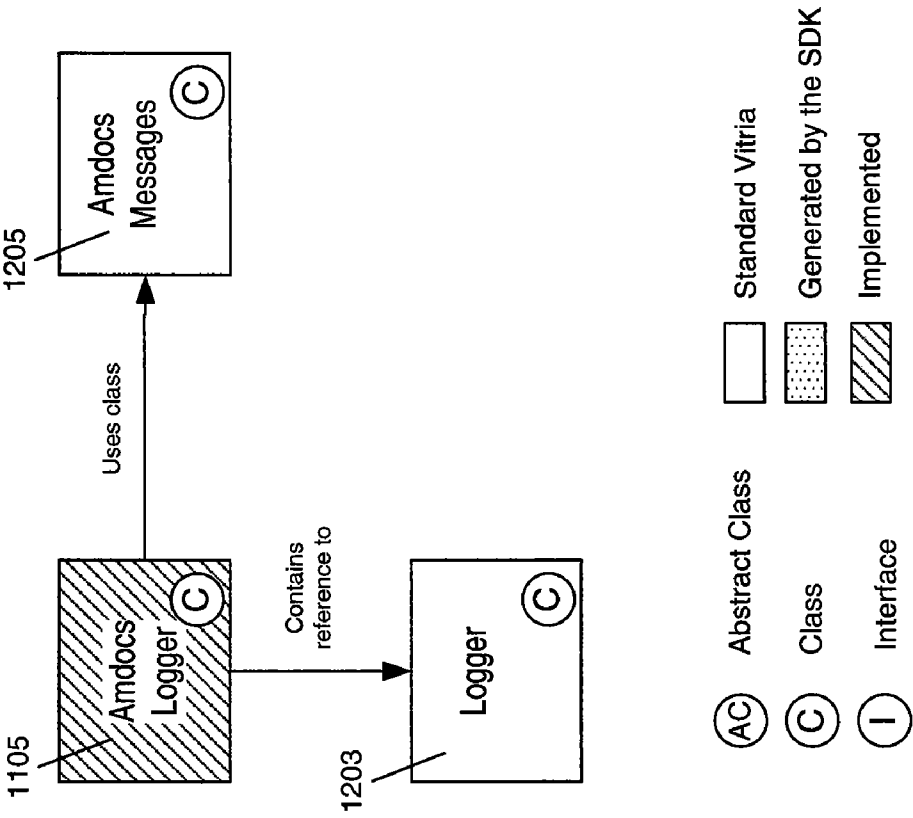 1105
Amdocs
Logger
C
Uses class
1205
Amdocs
Messages
C
Contains
reference to
1203
Logger
C
AC Abstract Class
C Class
I Interface
Standard Vitria
Generated by the SDK
Implemented